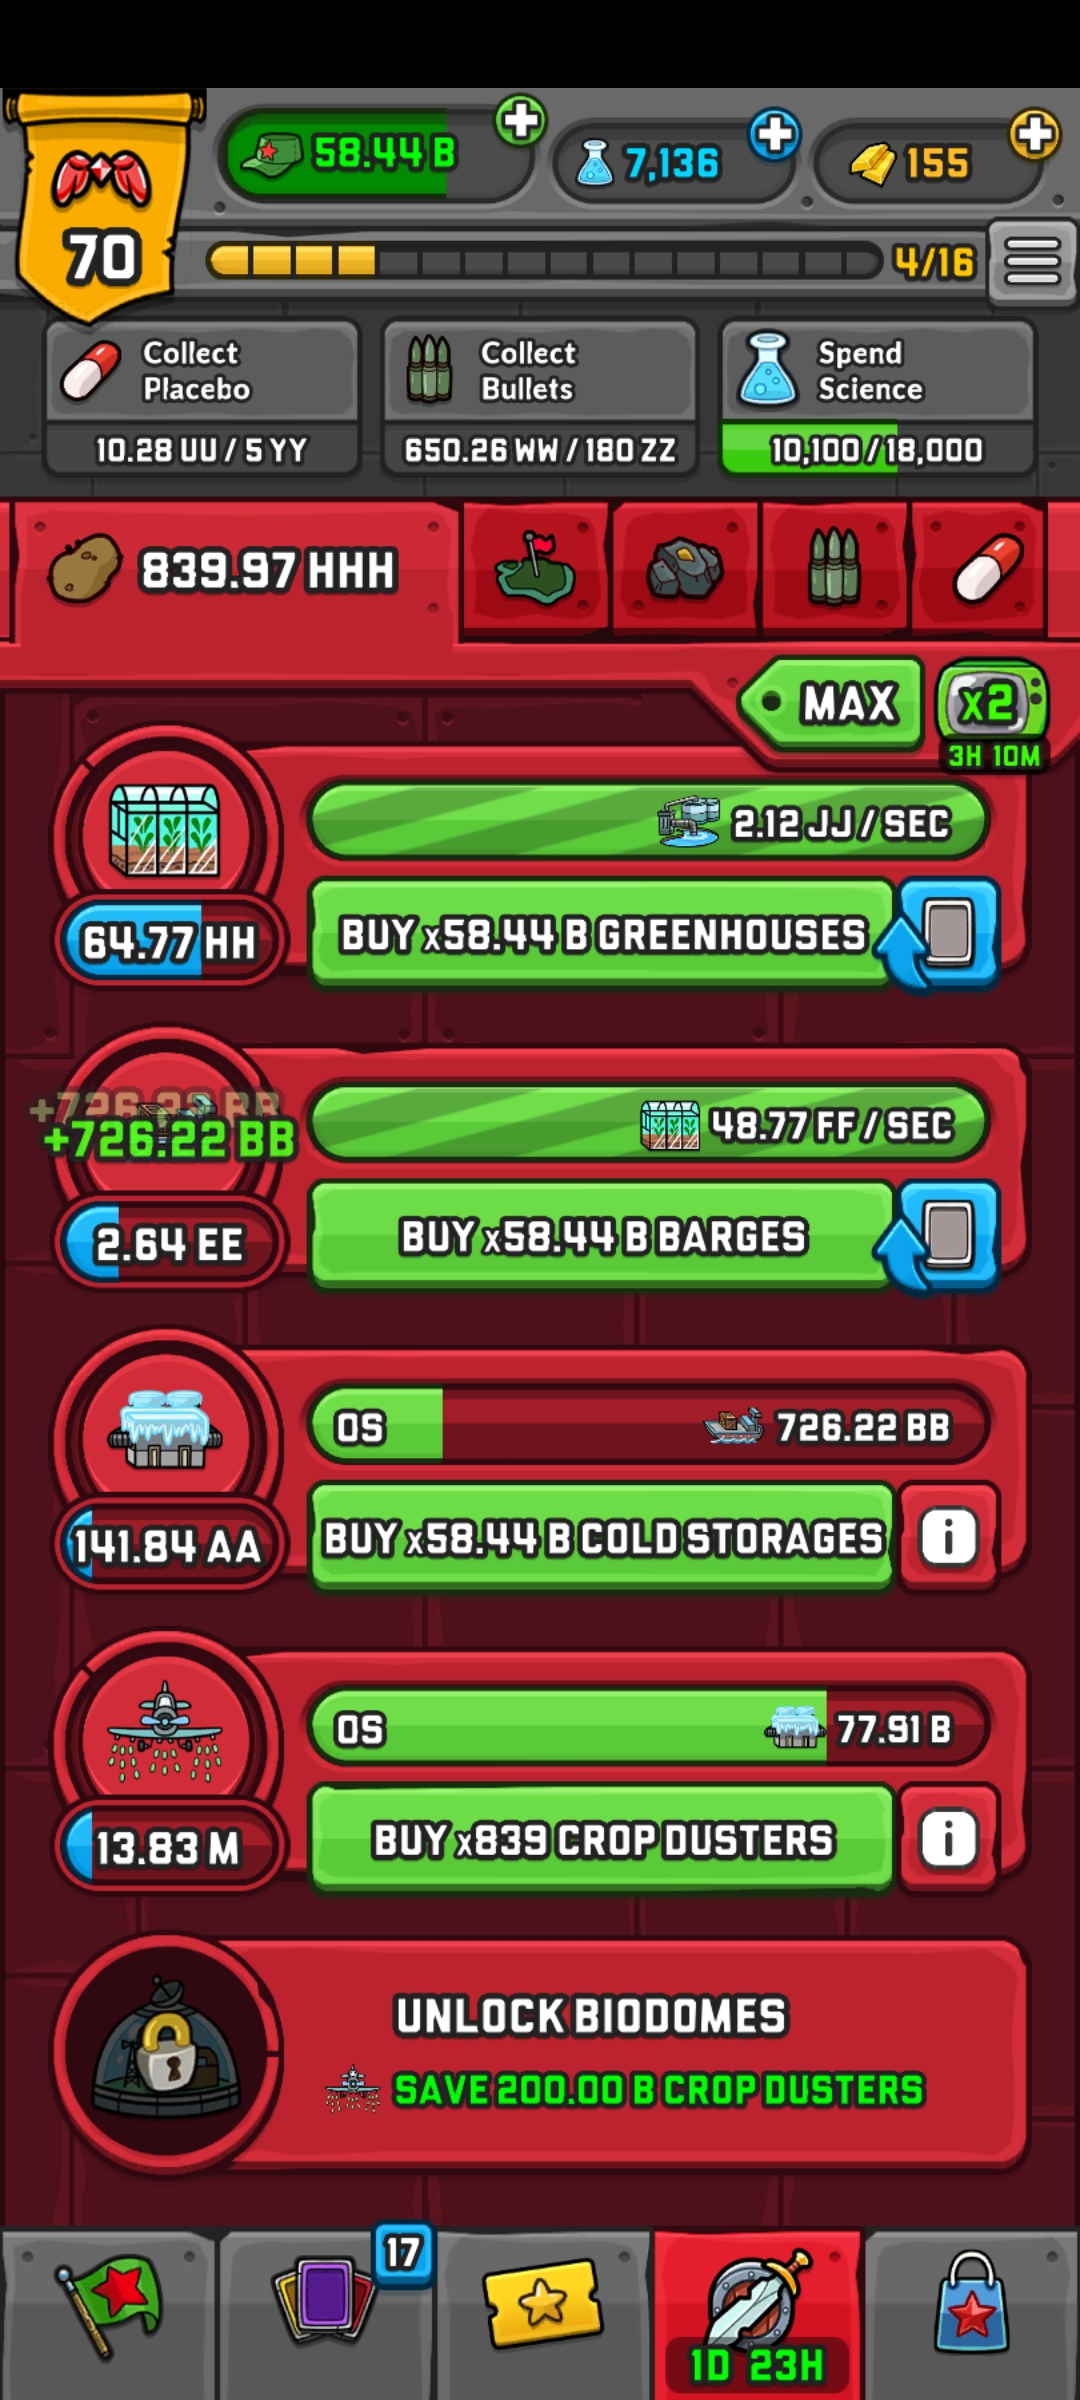 70
58.44 B
7,136
155
4/16
Collect
Placebo
10.28 UU / 5 YY
Collect
Bullets
650.26 WW / 180 ZZ
Spend
Science
10,100 / 18,000
839.97 HHH
MAX
x2
3H 10M
2.12 JJ / SEC
64.77 HH
BUY x58.44 B GREENHOUSES
+726.22 BB
+726.22 BB
48.77 FF / SEC
2.64 EE
BUY x58.44 B BARGES
0S
726.22 BB
141.84 AA
BUY x58.44 B COLD STORAGES
i
0S
77.91 B
13.83 M
BUY x839 CROP DUSTERS
i
UNLOCK BIODOMES
SAVE 200.00 B CROP DUSTERS
17
1D 23H